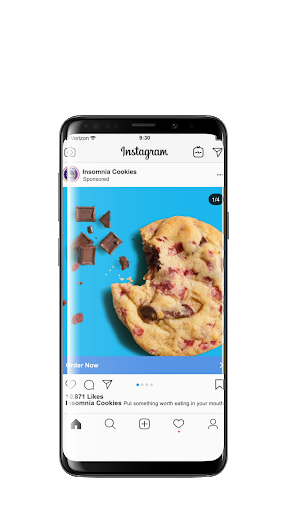 Verizon 9:30
Instagram
Insomnia Cookies
Sponsored
1/4
Order Now
19,871 Likes
Insomnia Cookies Put something worth eating in your mouth